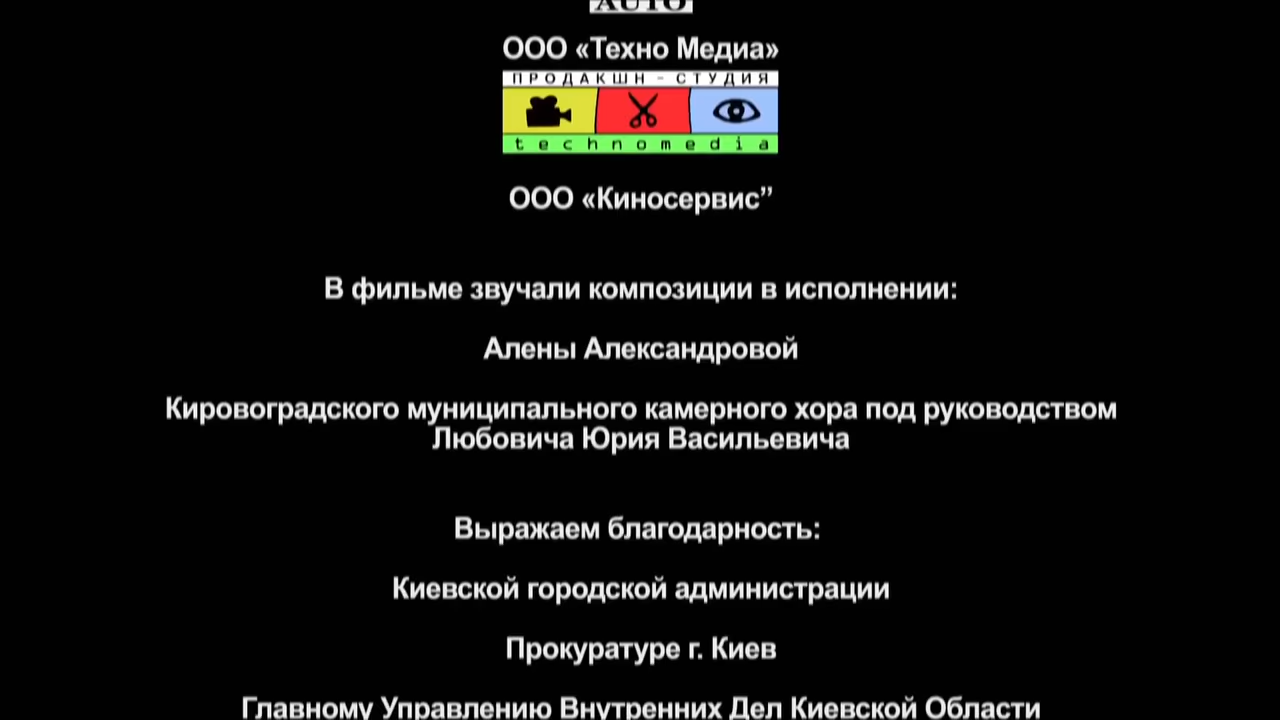 AUTO
ООО «Техно Медиа»
ПРОДАКШН - СТУДИЯ
technomedia
ООО «Киносервис”
В фильме звучали композиции в исполнении:
Алены Александровой
Кировоградского муниципального камерного хора под руководством
Любовича Юрия Васильевича
Выражаем благодарность:
Киевской городской администрации
Прокуратуре г. Киев
Главному Управлению Внутренних Дел Киевской Области